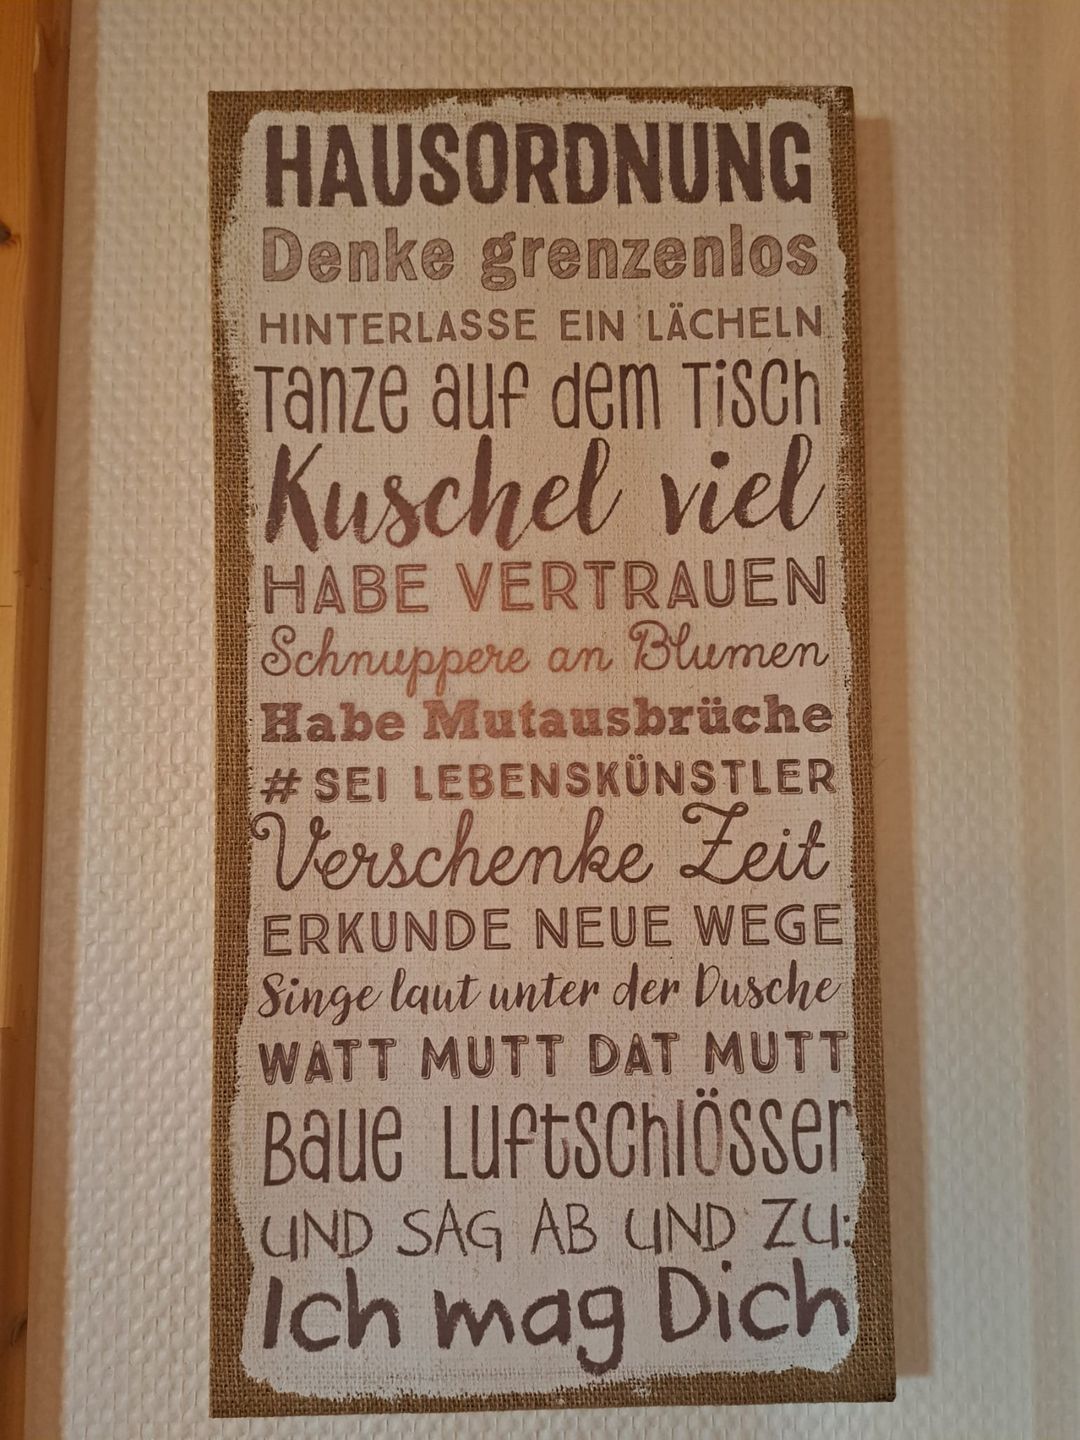 HAUSORDNUNG
Denke grenzenlos
HINTERLASSE EIN LÄCHELN
Tanze auf dem Tisch
Kuschel viel
HABE VERTRAUEN
Schnuppere an Blumen
Habe Mutausbrüche
# SEI LEBENSKÜNSTLER
Verschenke Zeit
ERKUNDE NEUE WEGE
Singe laut unter der Dusche
WATT MUTT DAT MUTT
Baue Luftschlösser
UND SAG AB UND ZU:
Ich mag Dich